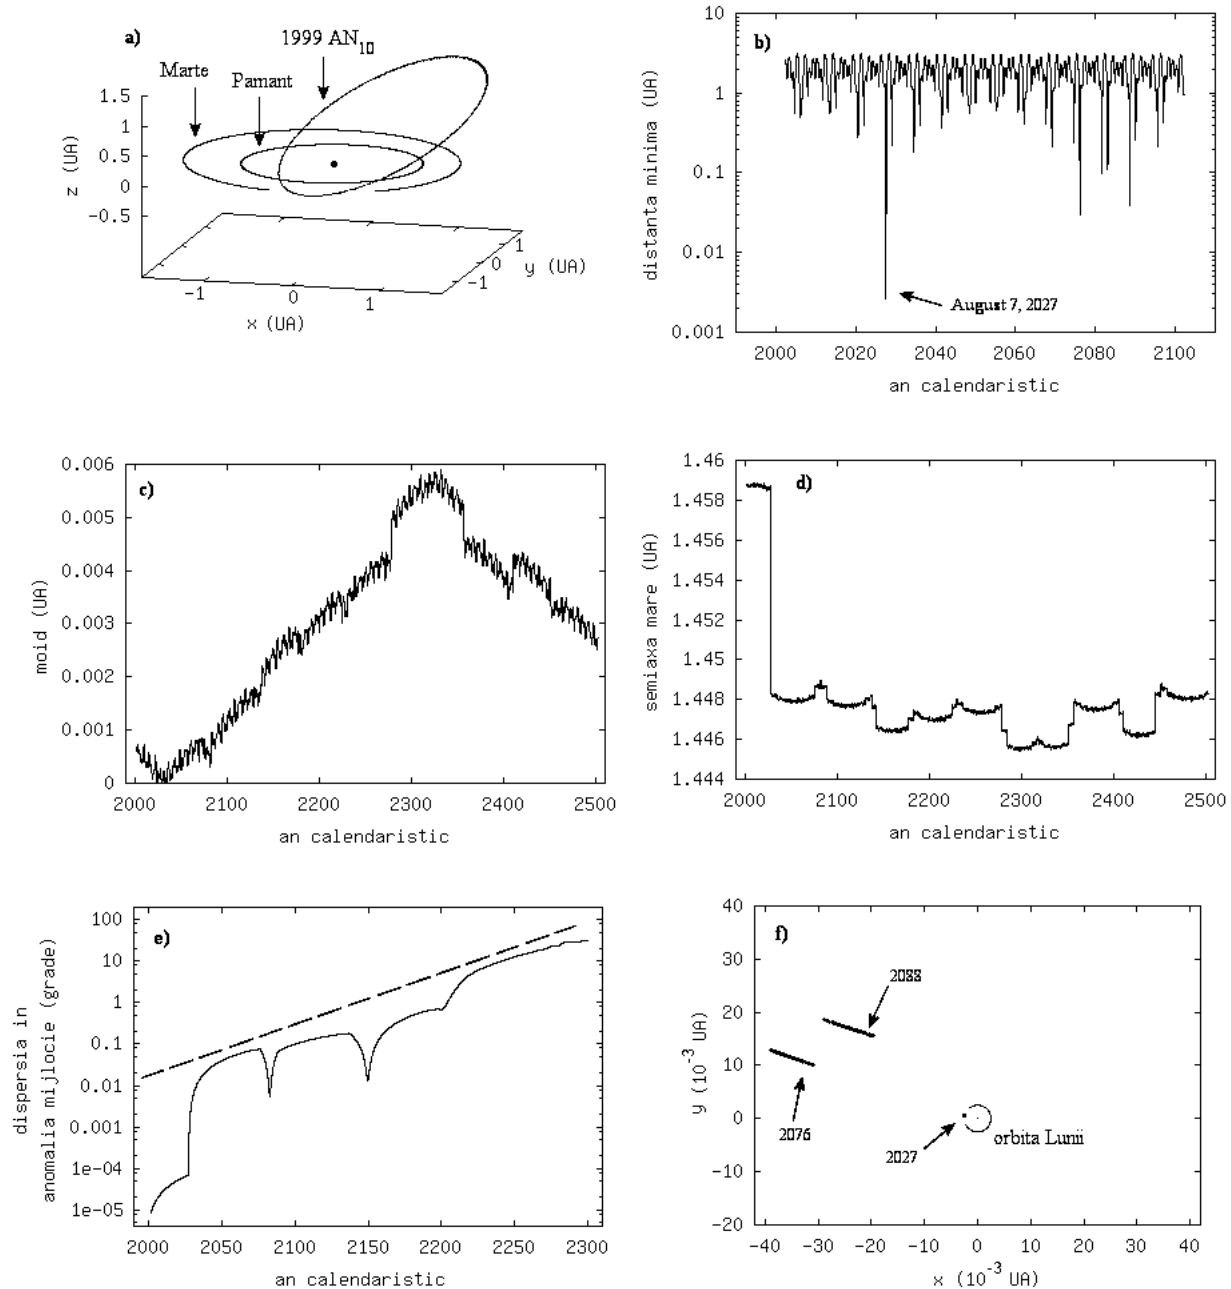 a)
1999 AN10
Marte
Pamant
1.5
1
0.5
0
-0.5
z (UA)
-1
0
1
x (UA)
-1
0
1
y (UA)
b)
10
1
0.1
0.01
0.001
distanta minima (UA)
August 7, 2027
2000 2020 2040 2060 2080 2100
an calendaristic
c)
0.006
0.005
0.004
0.003
0.002
0.001
0
moid (UA)
2000 2100 2200 2300 2400 2500
an calendaristic
d)
1.46
1.458
1.456
1.454
1.452
1.45
1.448
1.446
1.444
semiaxa mare (UA)
2000 2100 2200 2300 2400 2500
an calendaristic
e)
100
10
1
0.1
0.01
0.001
1e-04
1e-05
dispersia in
anomalia mijlocie (grade)
2000 2050 2100 2150 2200 2250 2300
an calendaristic
f)
40
30
20
10
0
-10
-20
y (10-3 UA)
2088
2076
2027
orbita Lunii
-40 -30 -20 -10 0 10 20 30 40
x (10-3 UA)